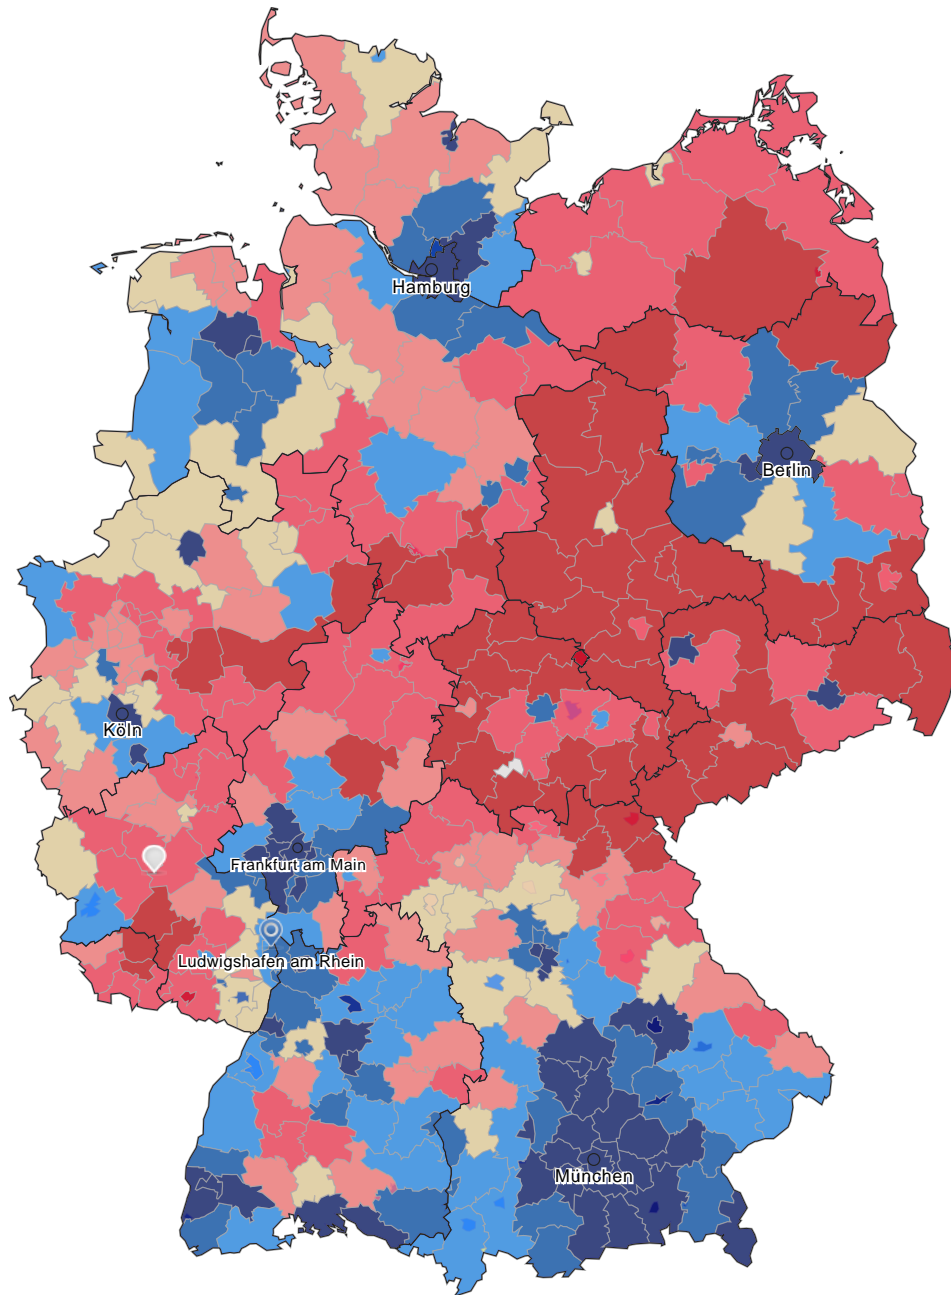 Hamburg
Berlin
Köln
Frankfurt am Main
Ludwigshafen am Rhein
München